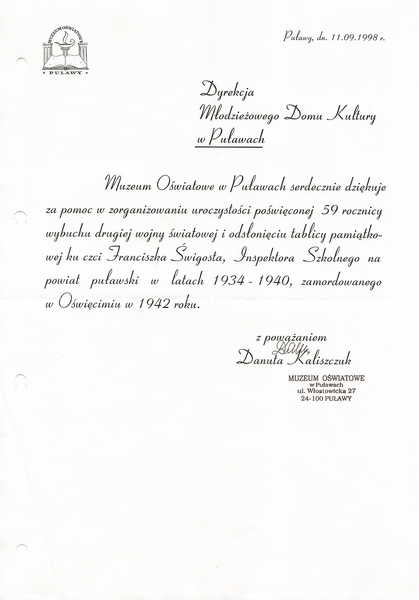 MUZEUM OŚWIATOWE
PUŁAWY
Puławy, dn. 11.09.1998 r.
Dyrekcja
Młodzieżowego Domu Kultury
w Puławach
Muzeum Oświatowe w Puławach serdecznie dziękuje
za pomoc w zorganizowaniu uroczystości poświęconej 59 rocznicy
wybuchu drugiej wojny światowej i odsłonięciu tablicy pamiątko-
wej ku czci Franciszka Świgosta, Inspektora Szkolnego na
powiat puławski w latach 1934 - 1940, zamordowanego
w Oświęcimiu w 1942 roku.
z poważaniem
Danuta Kaliszczuk
MUZEUM OŚWIATOWE
w Puławach
ul. Włostowicka 27
24-100 PUŁAWY